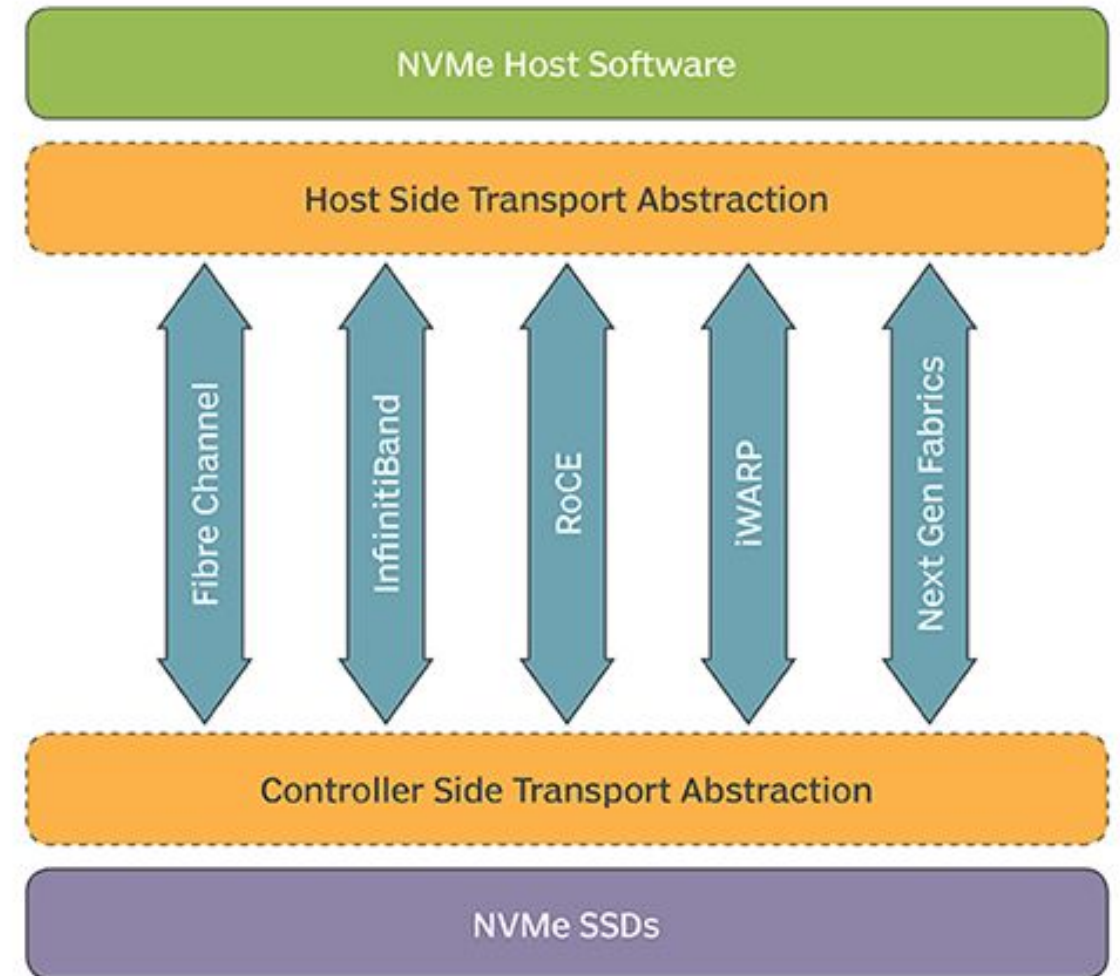 NVMe Host Software
Host Side Transport Abstraction
Fibre Channel
InfiinitiBand
RoCE
iWARP
Next Gen Fabrics
Controller Side Transport Abstraction
NVMe SSDs